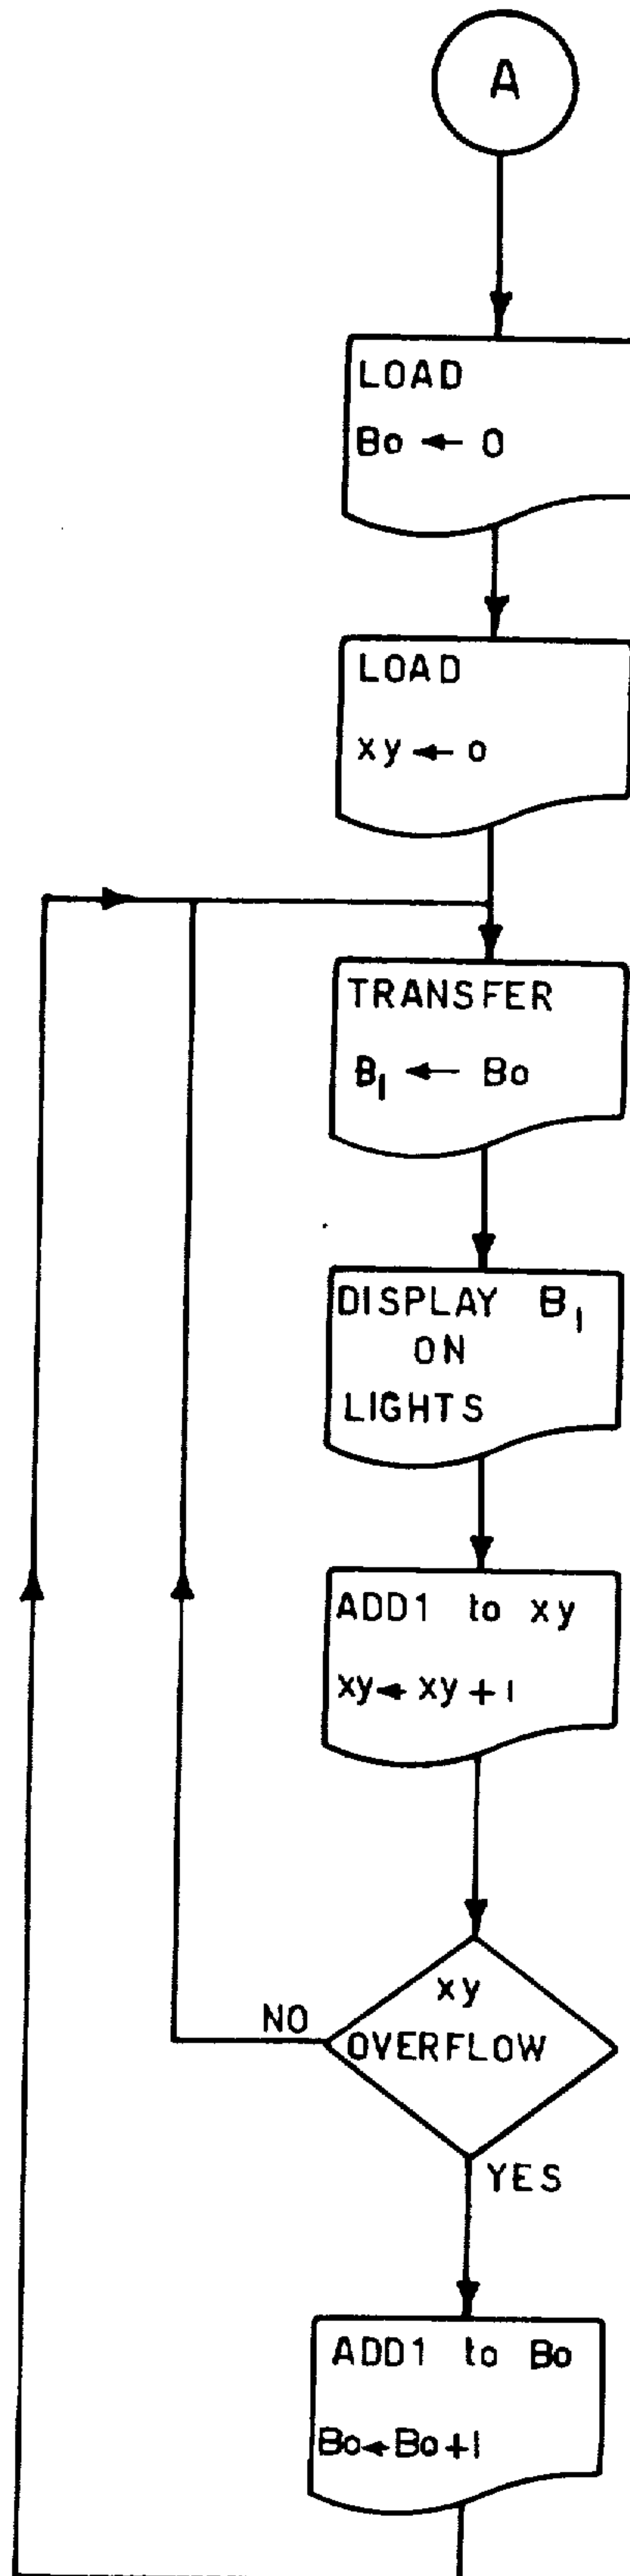 A
LOAD
Bo ← 0
LOAD
xy ← 0
TRANSFER
B₁ ← Bo
DISPLAY B₁
ON
LIGHTS
ADD1 to xy
xy ← xy + 1
xy
NO
OVERFLOW
YES
ADD1 to Bo
Bo ← Bo + 1